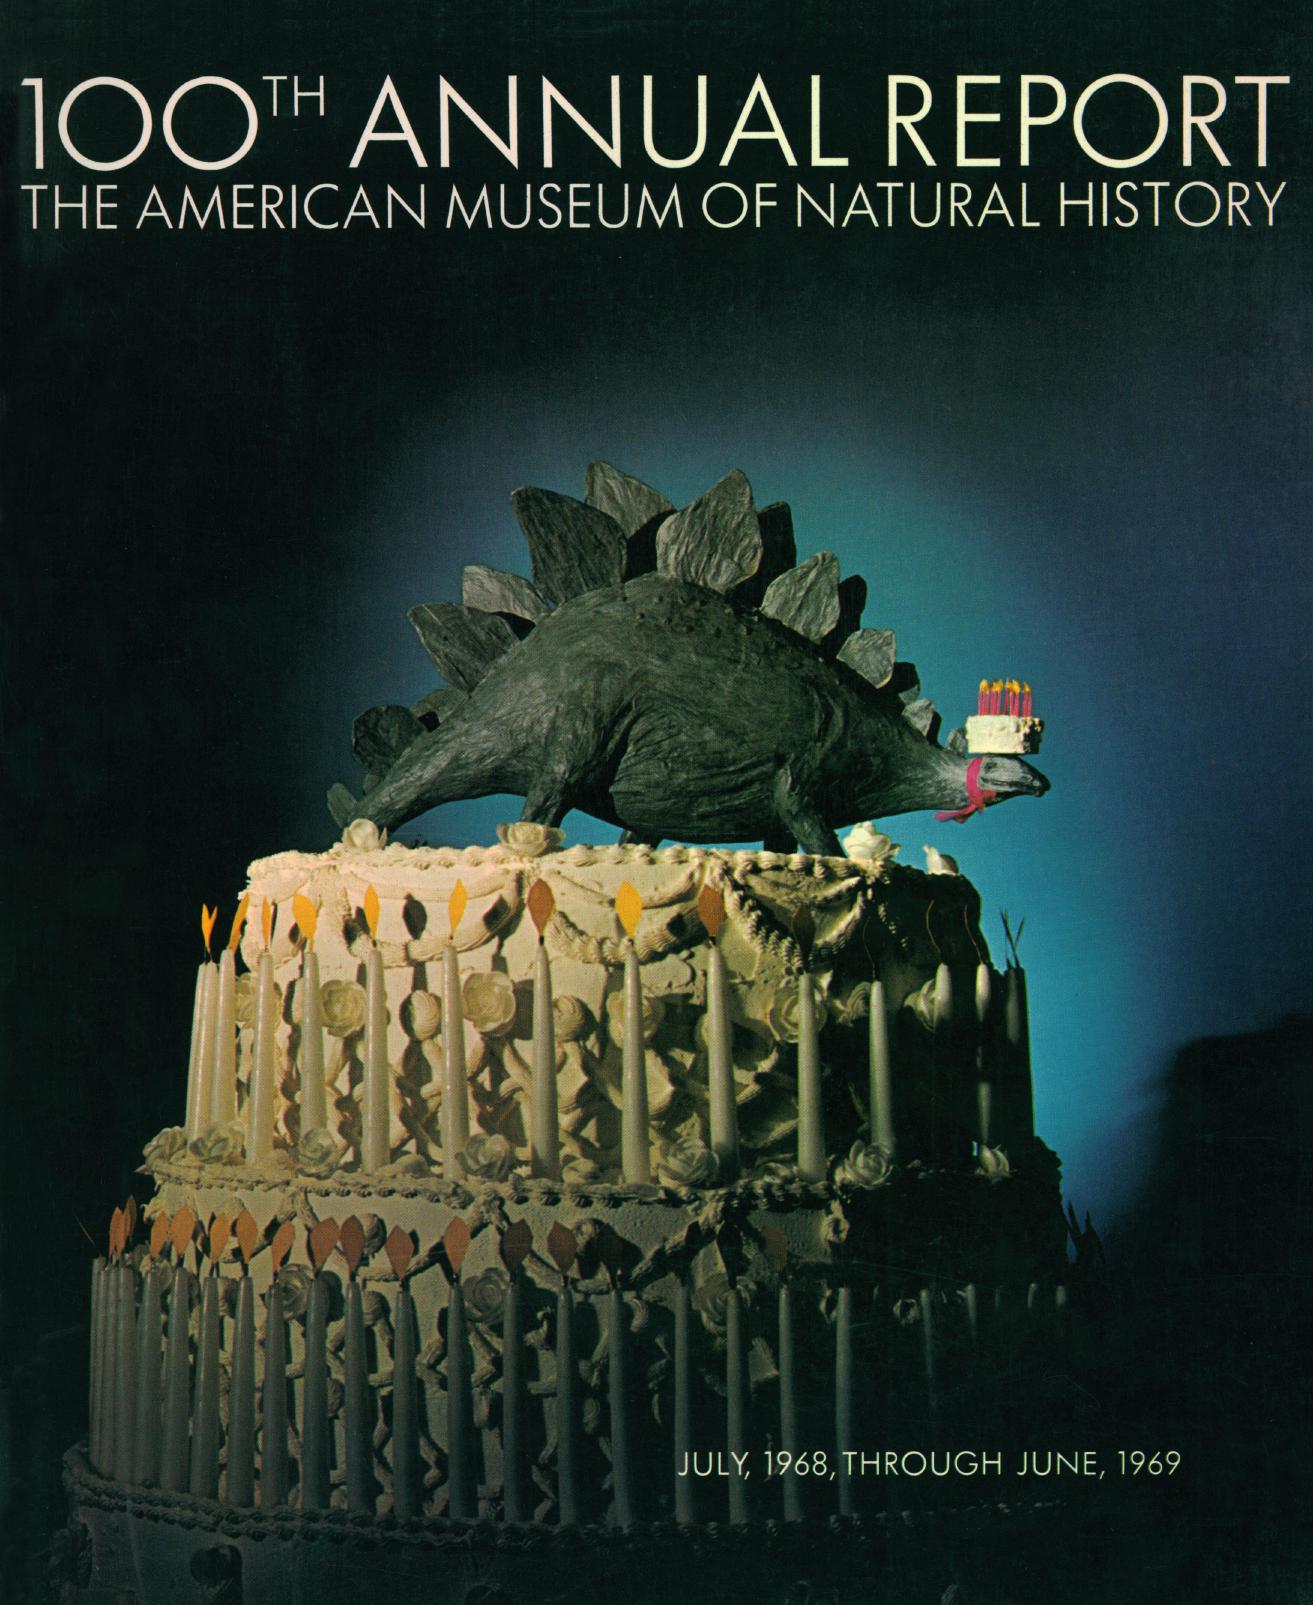 100TH ANNUAL REPORT
THE AMERICAN MUSEUM OF NATURAL HISTORY
JULY, 1968, THROUGH JUNE, 1969